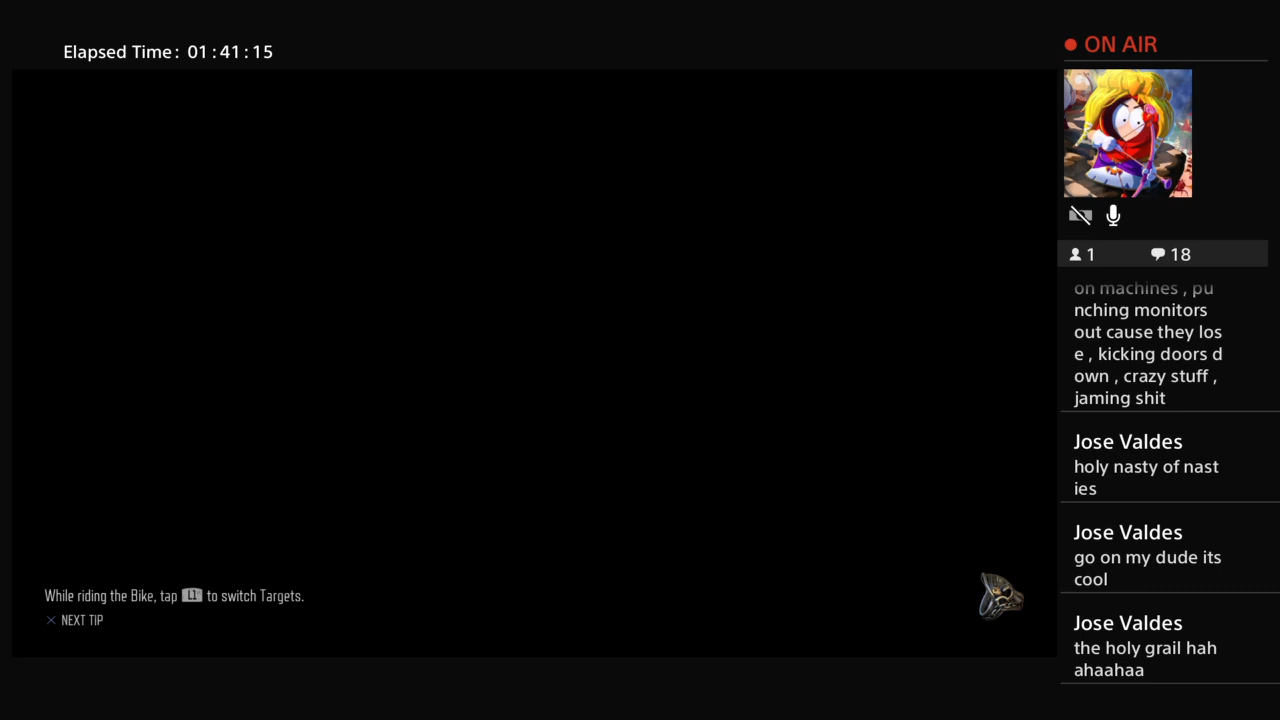 Elapsed Time: 01:41:15
ON AIR
1
18
on machines , pu
nching monitors
out cause they los
e , kicking doors d
own , crazy stuff ,
jaming shit
Jose Valdes
holy nasty of nast
ies
Jose Valdes
go on my dude its
cool
Jose Valdes
the holy grail hah
ahaahaa
While riding the Bike, tap L1 to switch Targets.
NEXT TIP